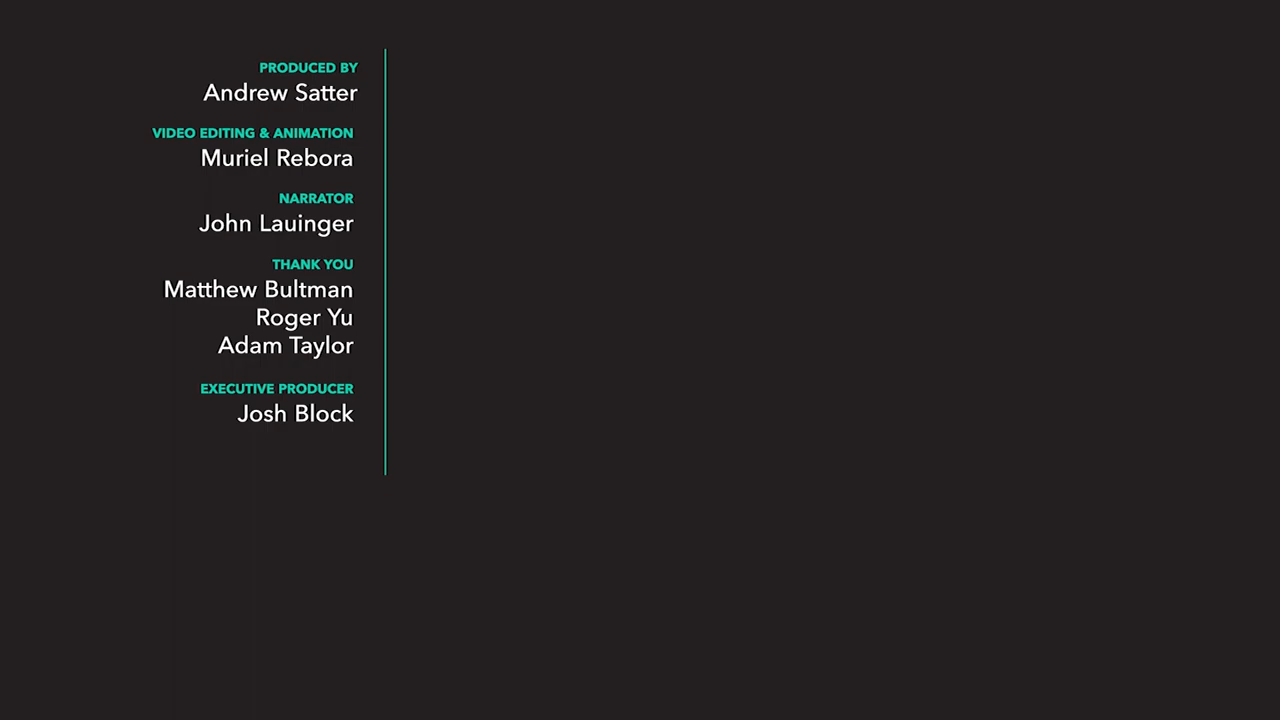 PRODUCED BY
Andrew Satter
VIDEO EDITING & ANIMATION
Muriel Rebora
NARRATOR
John Lauinger
THANK YOU
Matthew Bultman
Roger Yu
Adam Taylor
EXECUTIVE PRODUCER
Josh Block